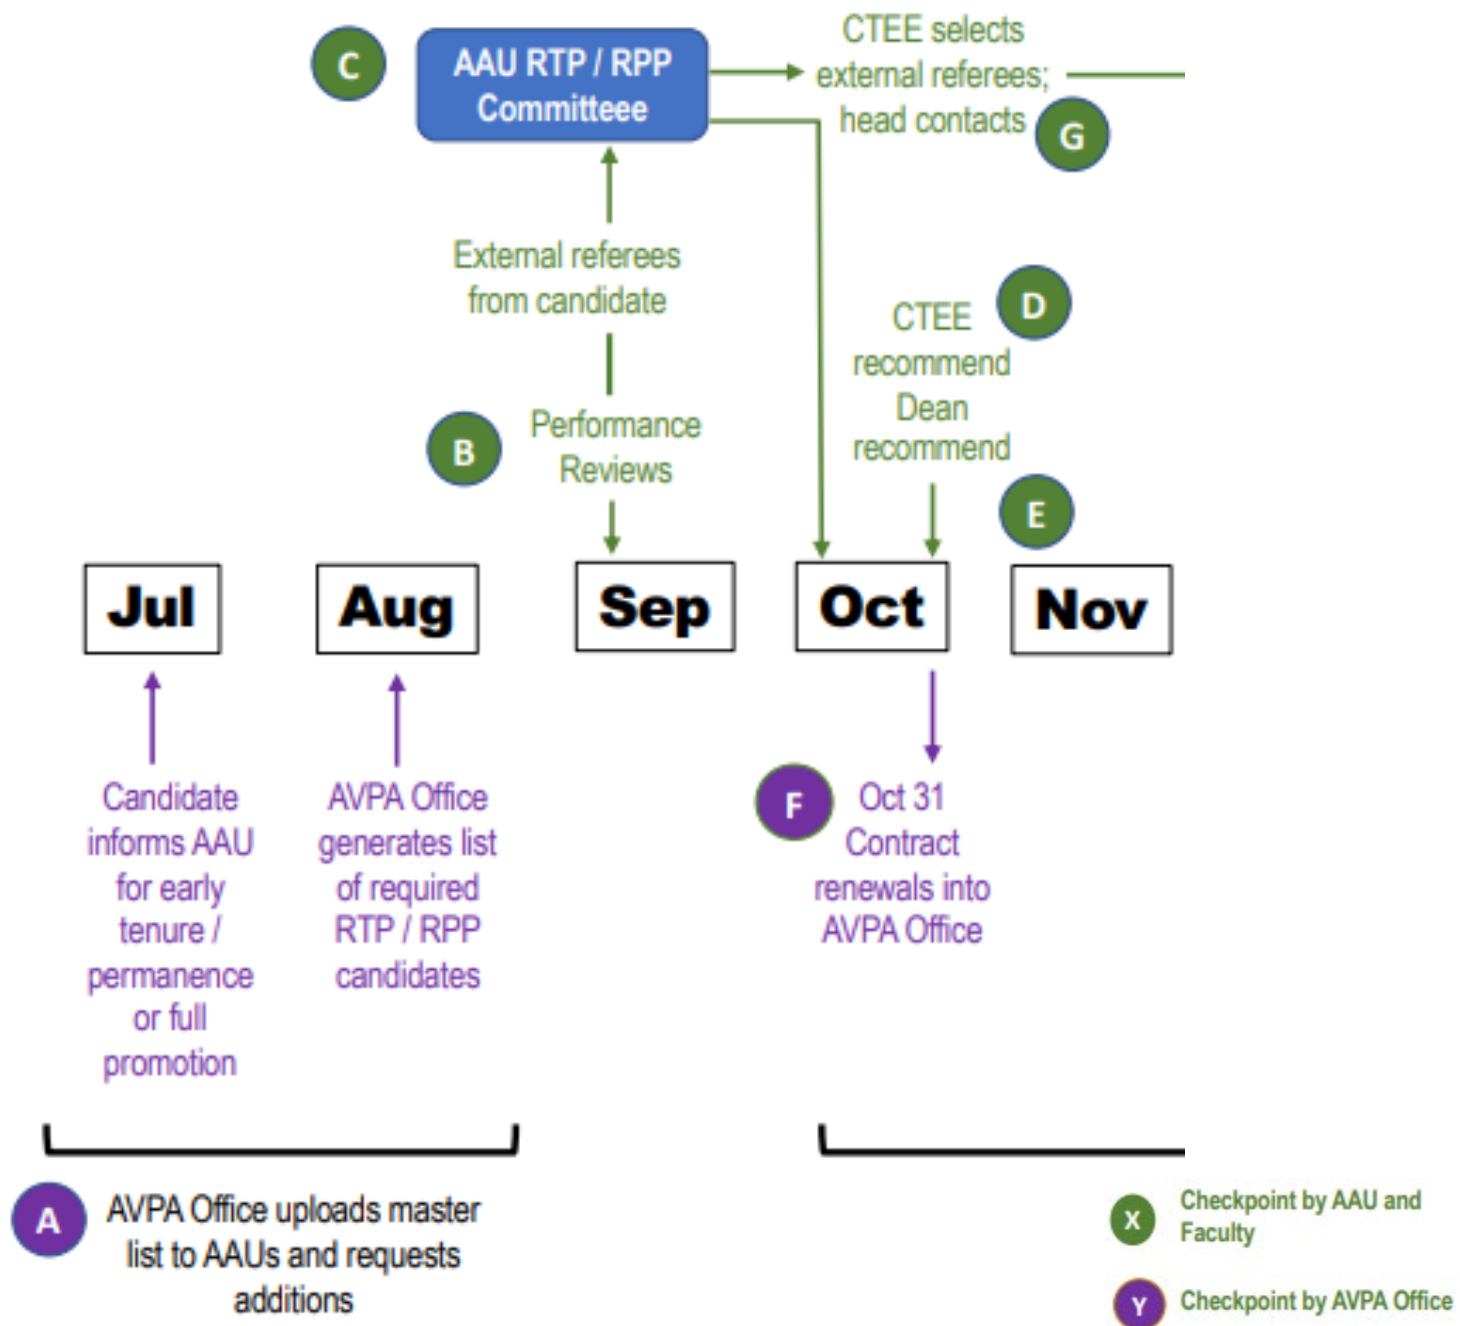 C
AAU RTP / RPP
Committeee
CTEE selects
external referees;
head contacts
G
External referees
from candidate
D
CTEE
recommend
Dean
recommend
B
Performance
Reviews
E
Jul
Aug
Sep
Oct
Nov
Candidate
informs AAU
for early
tenure /
permanence
or full
promotion
AVPA Office
generates list
of required
RTP / RPP
candidates
F
Oct 31
Contract
renewals into
AVPA Office
A
AVPA Office uploads master
list to AAUs and requests
additions
X
Checkpoint by AAU and
Faculty
Y
Checkpoint by AVPA Office